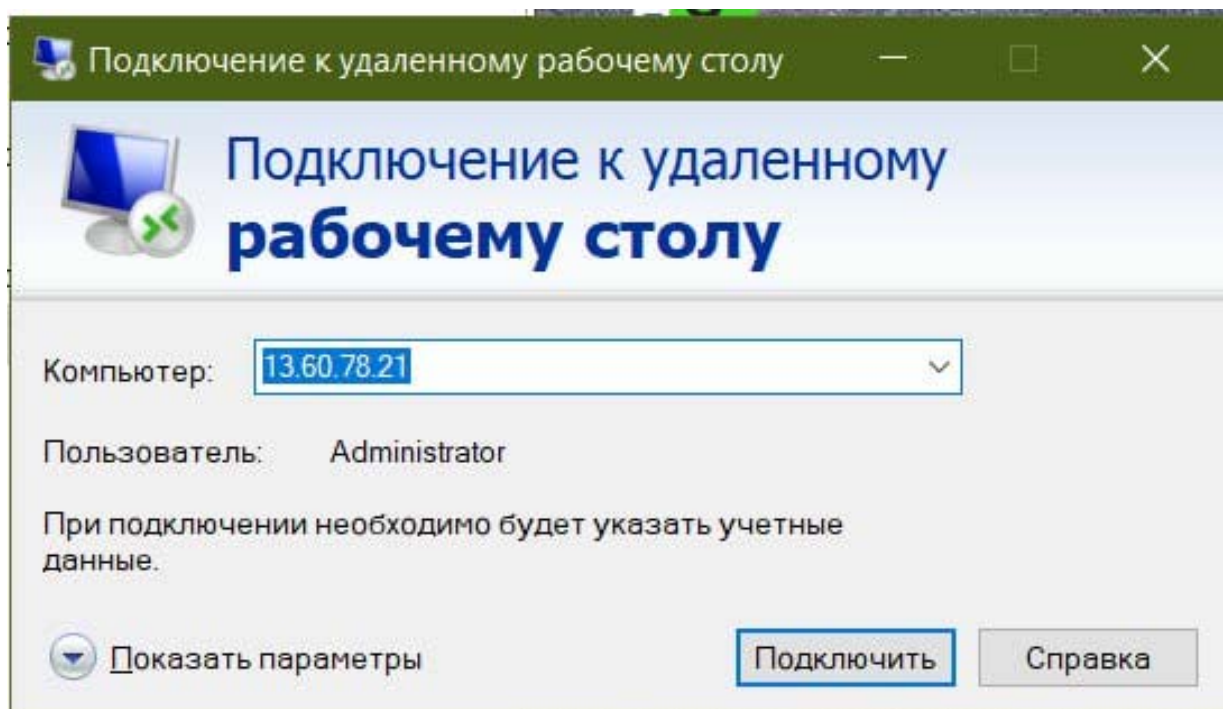 Подключение к удаленному рабочему столу
Подключение к удаленному
рабочему столу
Компьютер: 13.60.78.21
Пользователь: Administrator
При подключении необходимо будет указать учетные
данные.
Показать параметры Подключить Справка